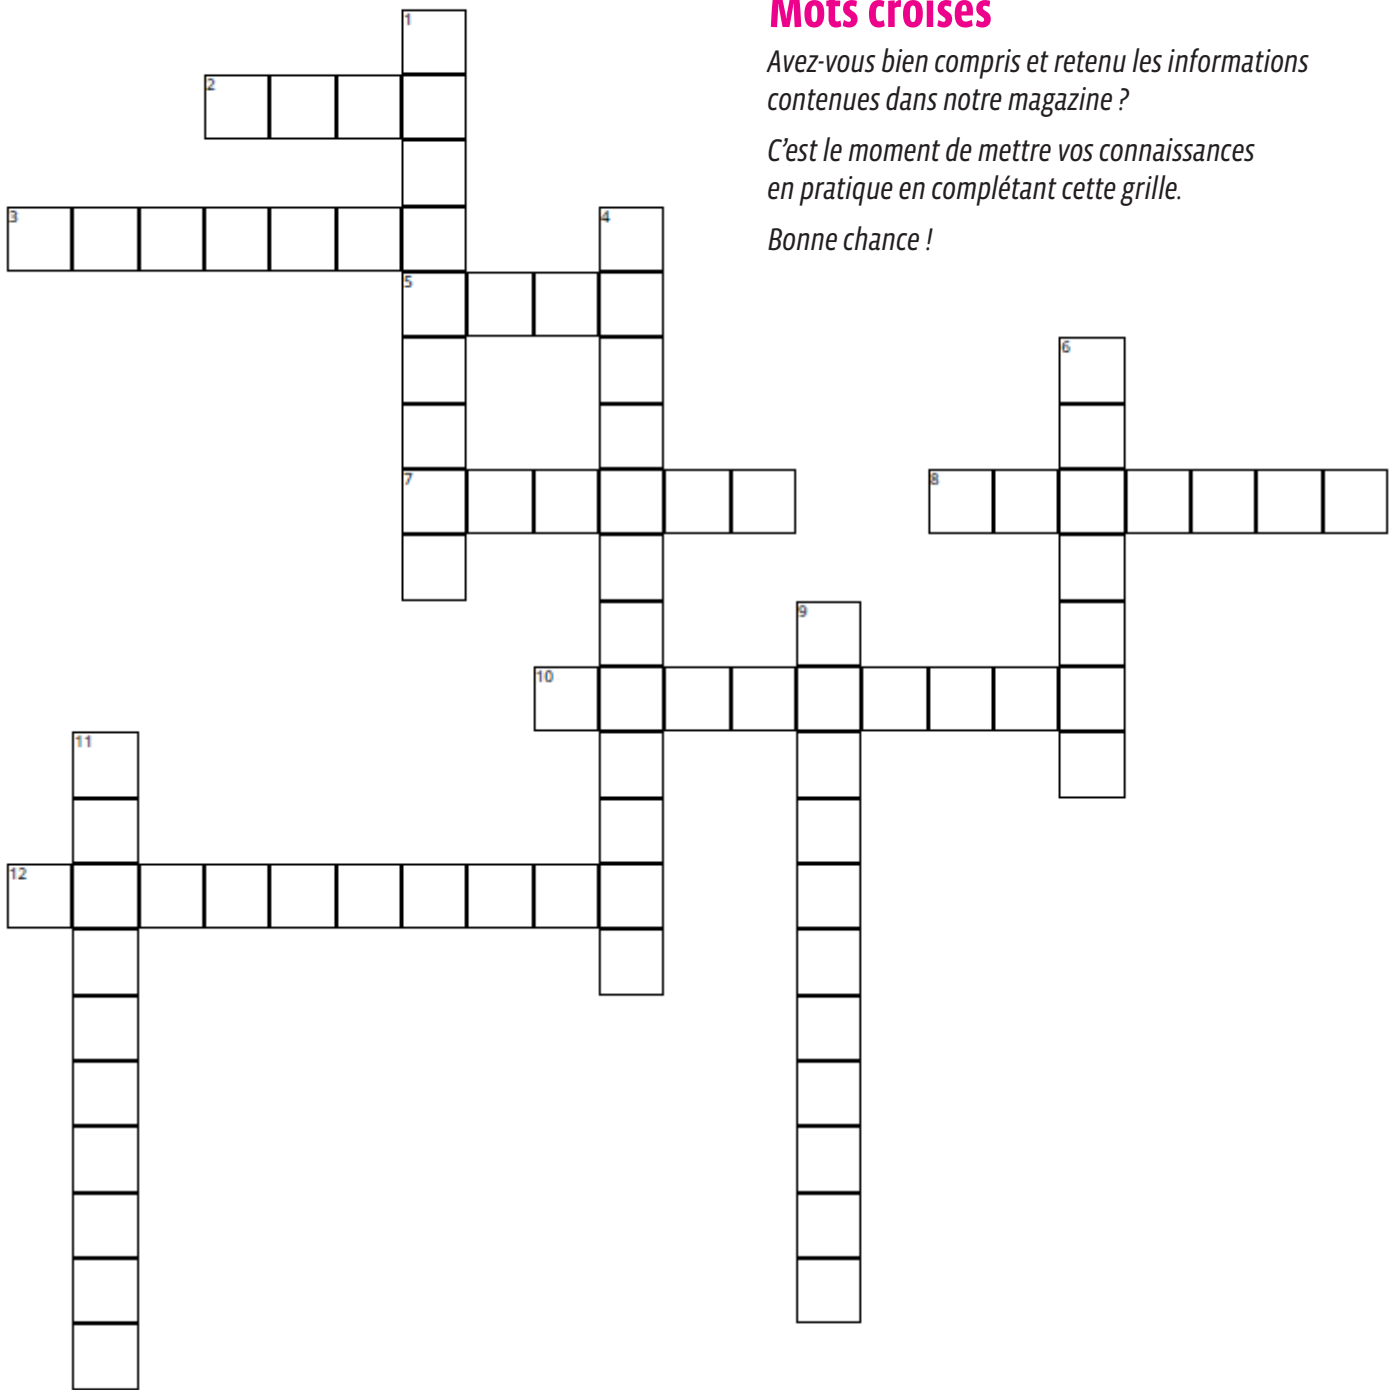 Mots croisés
Avez-vous bien compris et retenu les informations
contenues dans notre magazine ?
C’est le moment de mettre vos connaissances
en pratique en complétant cette grille.
Bonne chance !
1
2
3
4
5
6
7
8
9
10
11
12